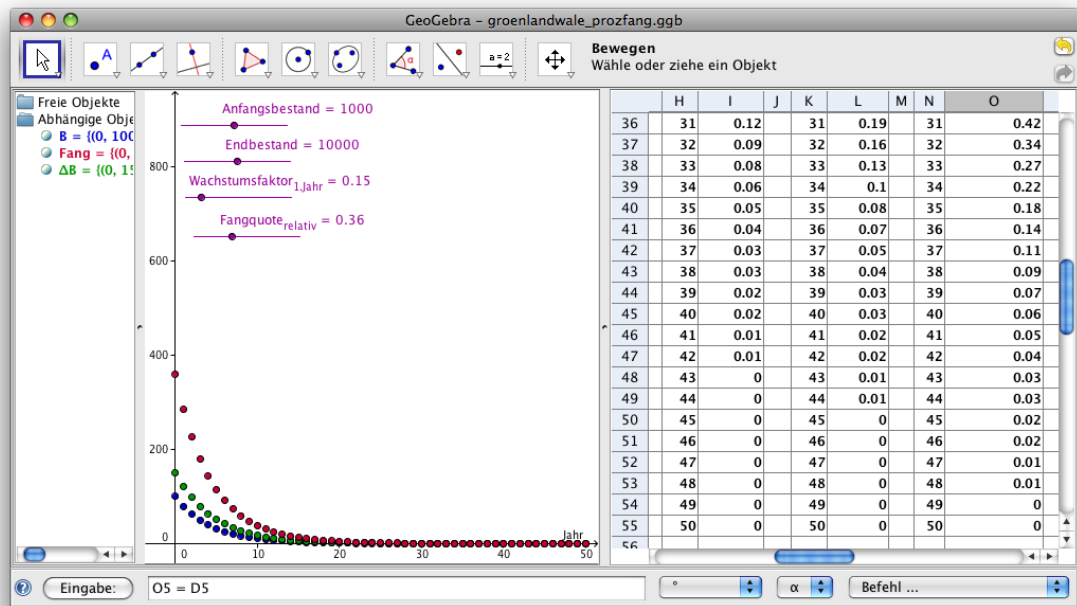 GeoGebra – groenlandwale_prozfang.ggb
A
α
a = 2
Bewegen
Wähle oder ziehe ein Objekt
Freie Objekte
Abhängige Obje
B = {(0, 100
Fang = {(0,
ΔB = {(0, 15
Anfangsbestand = 1000
Endbestand = 10000
Wachstumsfaktor1,Jahr = 0.15
Fangquoterelativ = 0.36
800
600
400
200
0
Jahr
0 10 20 30 40 50
H I J K L M N O
36 31 0.12 31 0.19 31 0.42
37 32 0.09 32 0.16 32 0.34
38 33 0.08 33 0.13 33 0.27
39 34 0.06 34 0.1 34 0.22
40 35 0.05 35 0.08 35 0.18
41 36 0.04 36 0.07 36 0.14
42 37 0.03 37 0.05 37 0.11
43 38 0.03 38 0.04 38 0.09
44 39 0.02 39 0.03 39 0.07
45 40 0.02 40 0.03 40 0.06
46 41 0.01 41 0.02 41 0.05
47 42 0.01 42 0.02 42 0.04
48 43 0 43 0.01 43 0.03
49 44 0 44 0.01 44 0.03
50 45 0 45 0 45 0.02
51 46 0 46 0 46 0.02
52 47 0 47 0 47 0.01
53 48 0 48 0 48 0.01
54 49 0 49 0 49 0
55 50 0 50 0 50 0
56
? Eingabe: O5 = D5 ° α Befehl ...